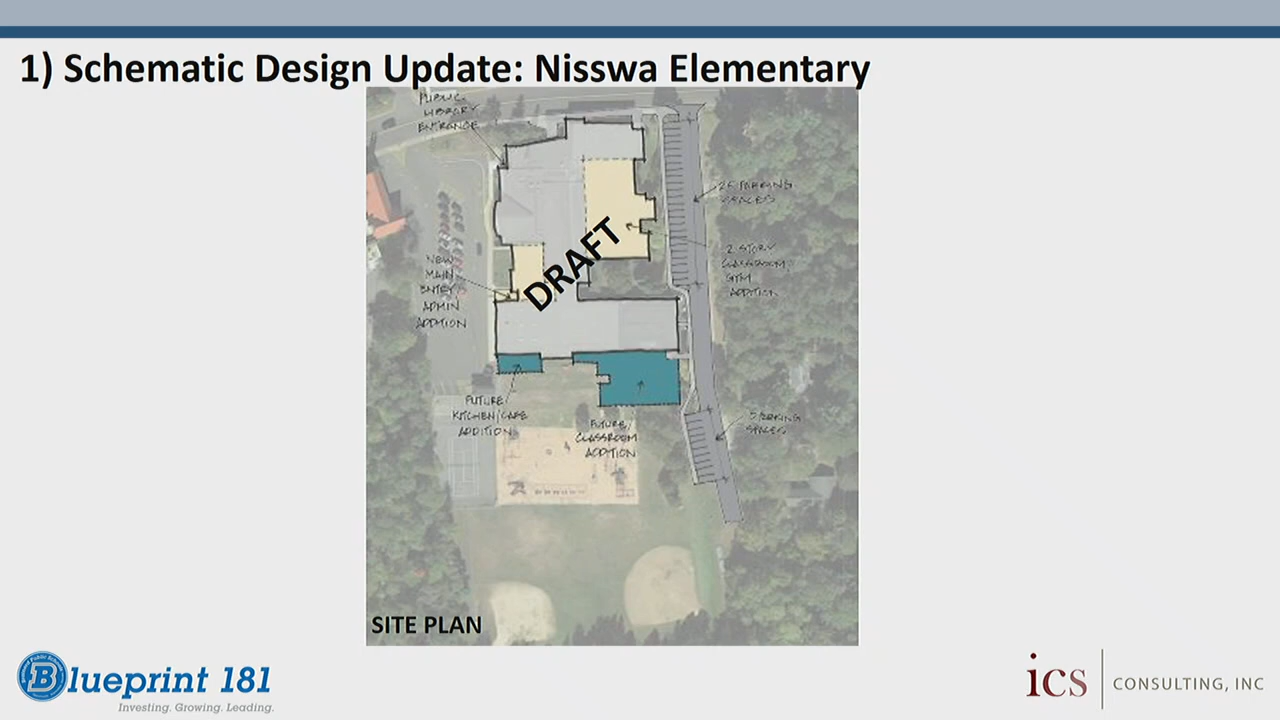 1) Schematic Design Update: Nisswa Elementary
PUBLIC
LIBRARY
ENTRANCE
PARKING
SPACES
2 STORY
CLASSROOM/
GYM
ADDITION
NEW
MAIN
ENTRY/
ADMIN
ADDITION
DRAFT
FUTURE/
KITCHEN/CAFE
ADDITION
FUTURE/
CLASSROOM
ADDITION
PARKING
SPACES
SITE PLAN
Blueprint 181
Investing. Growing. Leading.
ics CONSULTING, INC